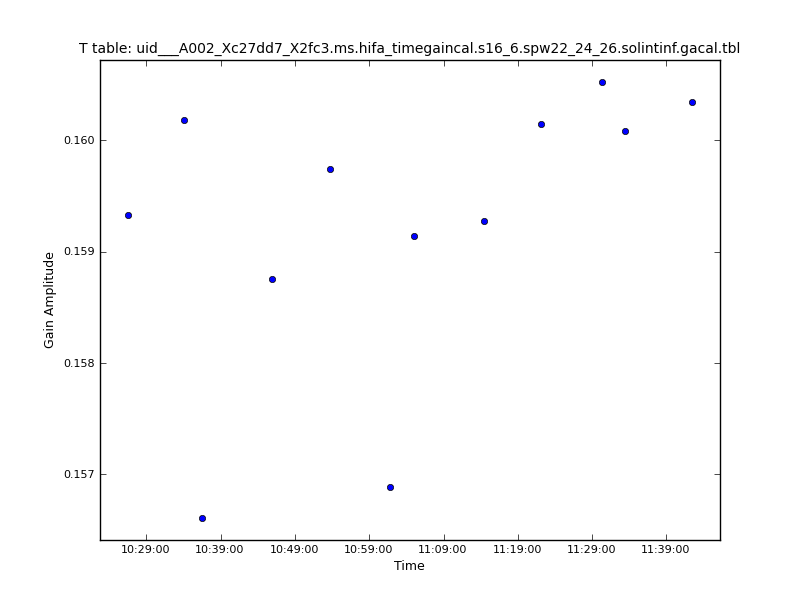 T table: uid___A002_Xc27dd7_X2fc3.ms.hifa_timegaincal.s16_6.spw22_24_26.solintinf.gacal.tbl
0.160
0.159
0.158
0.157
Gain Amplitude
10:29:00 10:39:00 10:49:00 10:59:00 11:09:00 11:19:00 11:29:00 11:39:00
Time